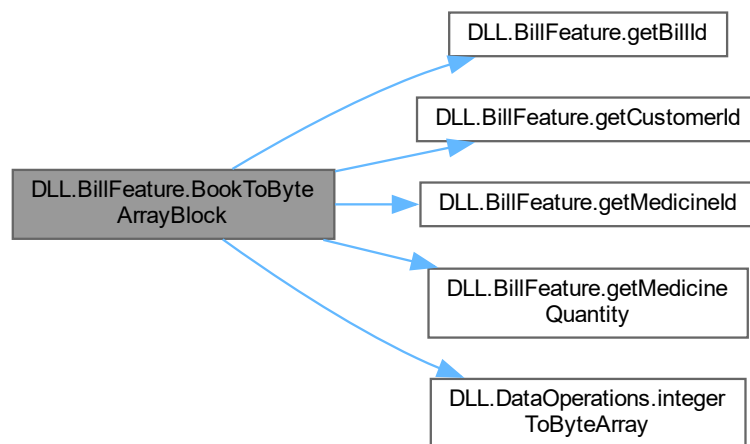 DLL.BillFeature.getBillId
DLL.BillFeature.getCustomerId
DLL.BillFeature.BookToByte
ArrayBlock
DLL.BillFeature.getMedicineId
DLL.BillFeature.getMedicine
Quantity
DLL.DataOperations.integer
ToByteArray